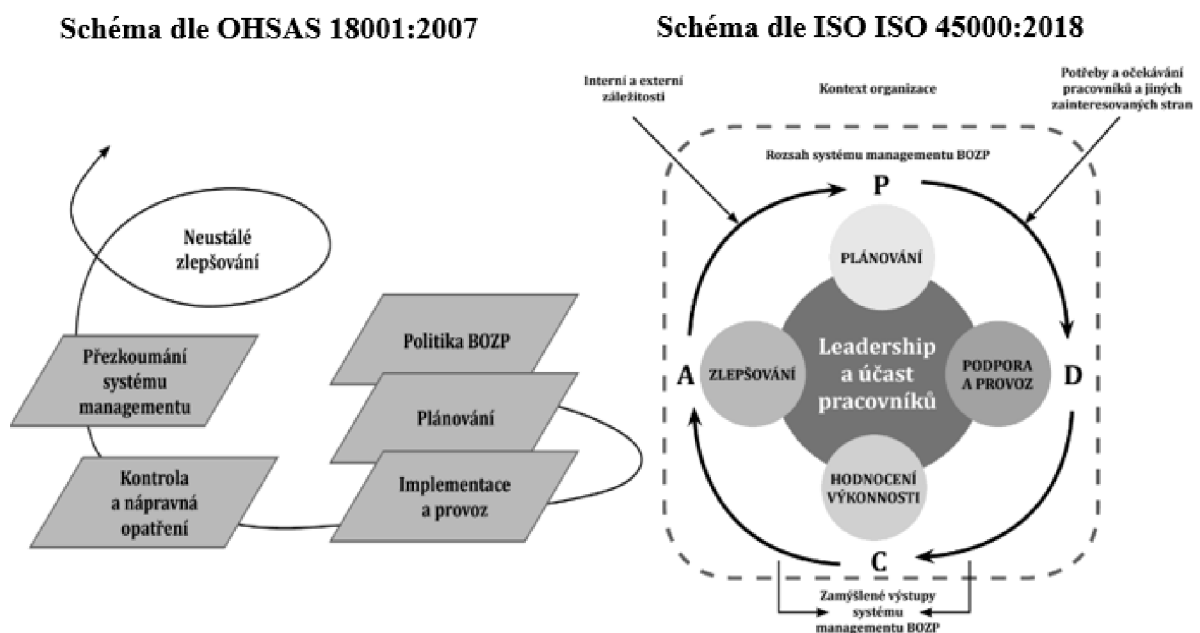 Schéma dle OHSAS 18001:2007
Neustálé
zlepšování
Přezkoumání
systému
managementu
Kontrola
a nápravná
opatření
Politika BOZP
Plánování
Implementace
a provoz
Schéma dle ISO ISO 45000:2018
Interní a externí
záležitosti
Kontext organizace
Potřeby a očekávání
pracovníků a jiných
zainteresovaných stran
Rozsah systému managementu BOZP
P
PLÁNOVÁNÍ
A
ZLEPŠOVÁNÍ
Leadership
a účast
pracovníků
PODPORA
A PROVOZ
D
HODNOCENÍ
VÝKONNOSTI
C
Zamýšlené výstupy
systému
managementu BOZP